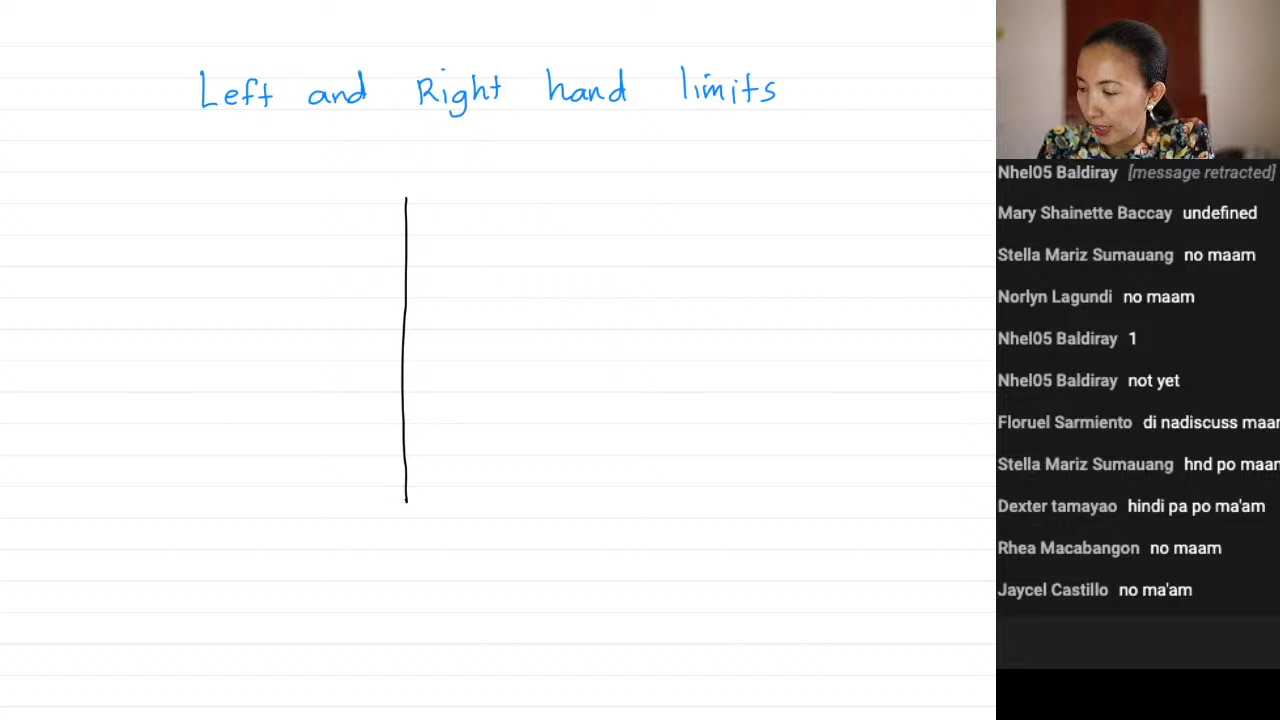 Left and Right hand limits
Nhel05 Baldiray [message retracted]
Mary Shainette Baccay undefined
Stella Mariz Sumauang no maam
Norlyn Lagundi no maam
Nhel05 Baldiray 1
Nhel05 Baldiray not yet
Floruel Sarmiento di nadiscuss maam
Stella Mariz Sumauang hnd po maam
Dexter tamayao hindi pa po ma'am
Rhea Macabangon no maam
Jaycel Castillo no ma'am